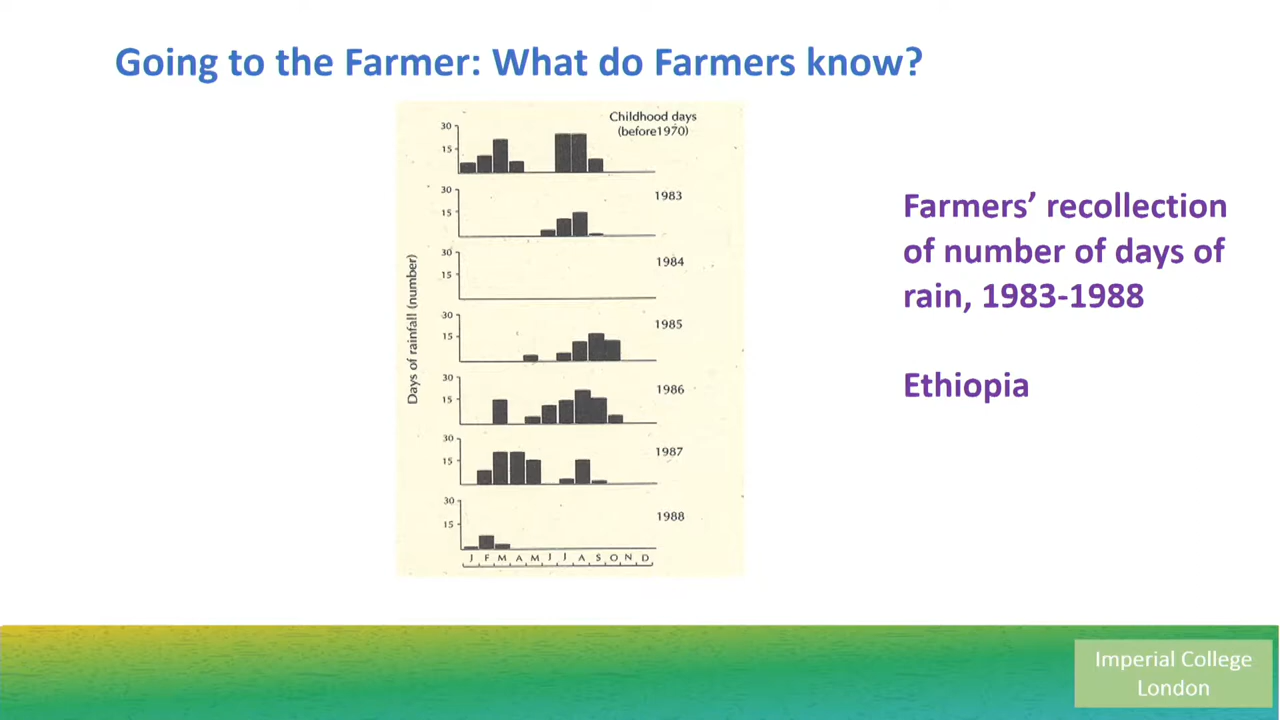 Going to the Farmer: What do Farmers know?
Childhood days
(before1970)
30
15
1983
30
15
1984
30
15
1985
30
15
1986
30
15
1987
30
15
1988
30
15
Days of rainfall (number)
J F M A M J J A S O N D
Farmers’ recollection
of number of days of
rain, 1983-1988
Ethiopia
Imperial College
London